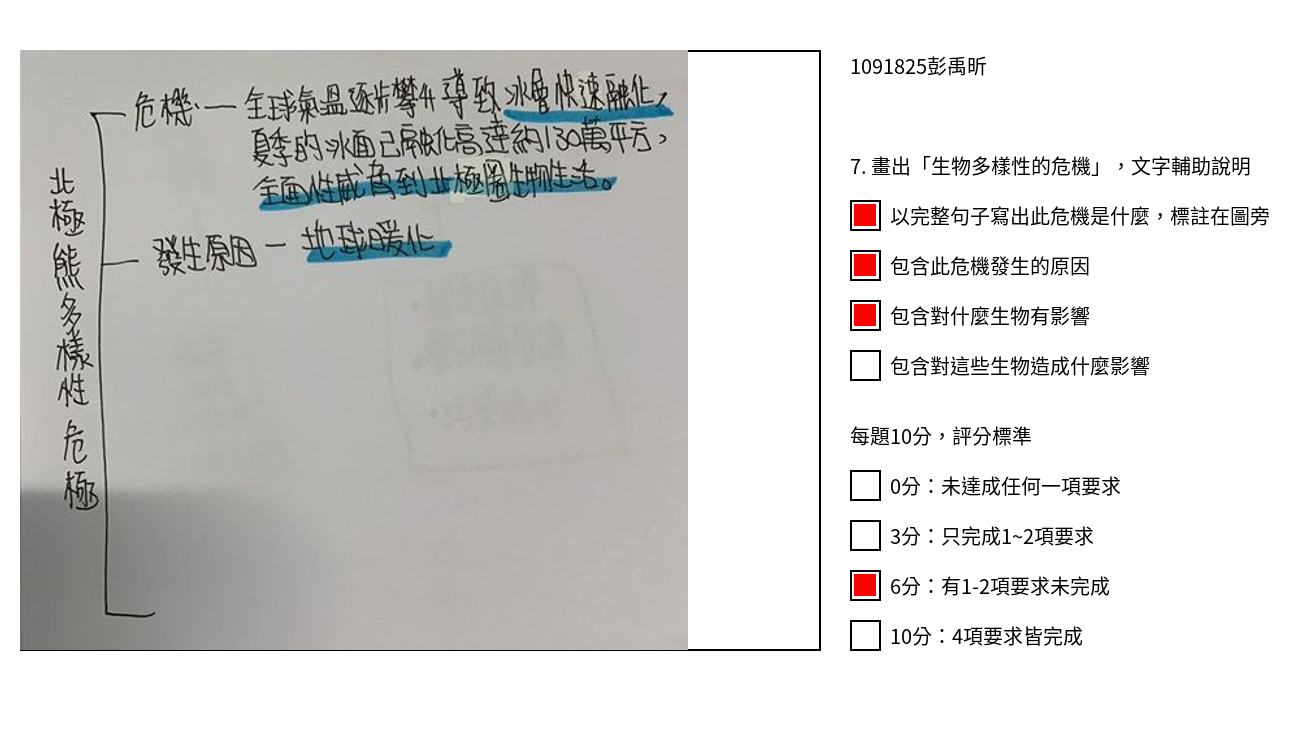 北極熊多樣性危極
危機 — 全球氣溫逐片攀升導致冰層快速融化,
夏季的冰面已融化高達約130萬平方,
全面性威脅到北極圈生物生活。
發生原因 — 地球暖化
1091825彭禹昕
7. 畫出「生物多樣性的危機」，文字輔助說明
以完整句子寫出此危機是什麼，標註在圖旁
包含此危機發生的原因
包含對什麼生物有影響
包含對這些生物造成什麼影響
每題10分，評分標準
0分：未達成任何一項要求
3分：只完成1~2項要求
6分：有1-2項要求未完成
10分：4項要求皆完成